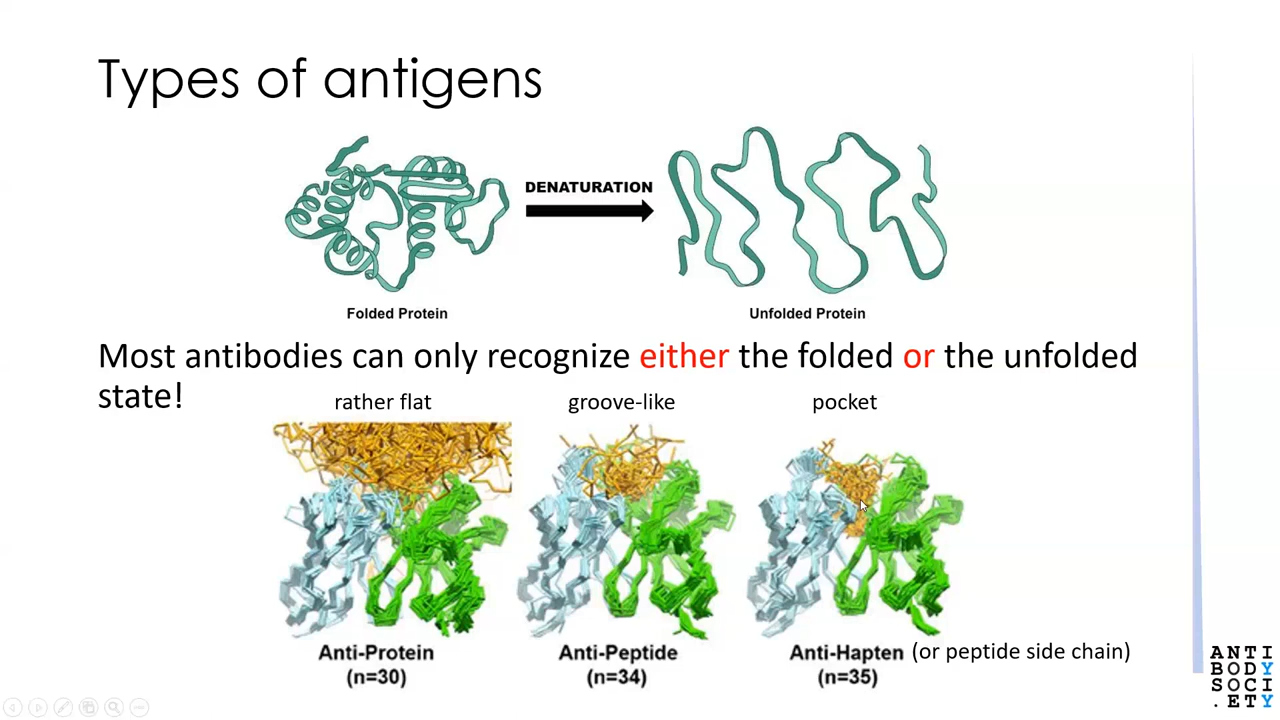 Types of antigens
DENATURATION
Folded Protein
Unfolded Protein
Most antibodies can only recognize either the folded or the unfolded
state!
rather flat
groove-like
pocket
Anti-Protein
(n=30)
Anti-Peptide
(n=34)
Anti-Hapten
(n=35)
(or peptide side chain)
ANTI
BODY
SOCI
.ETY